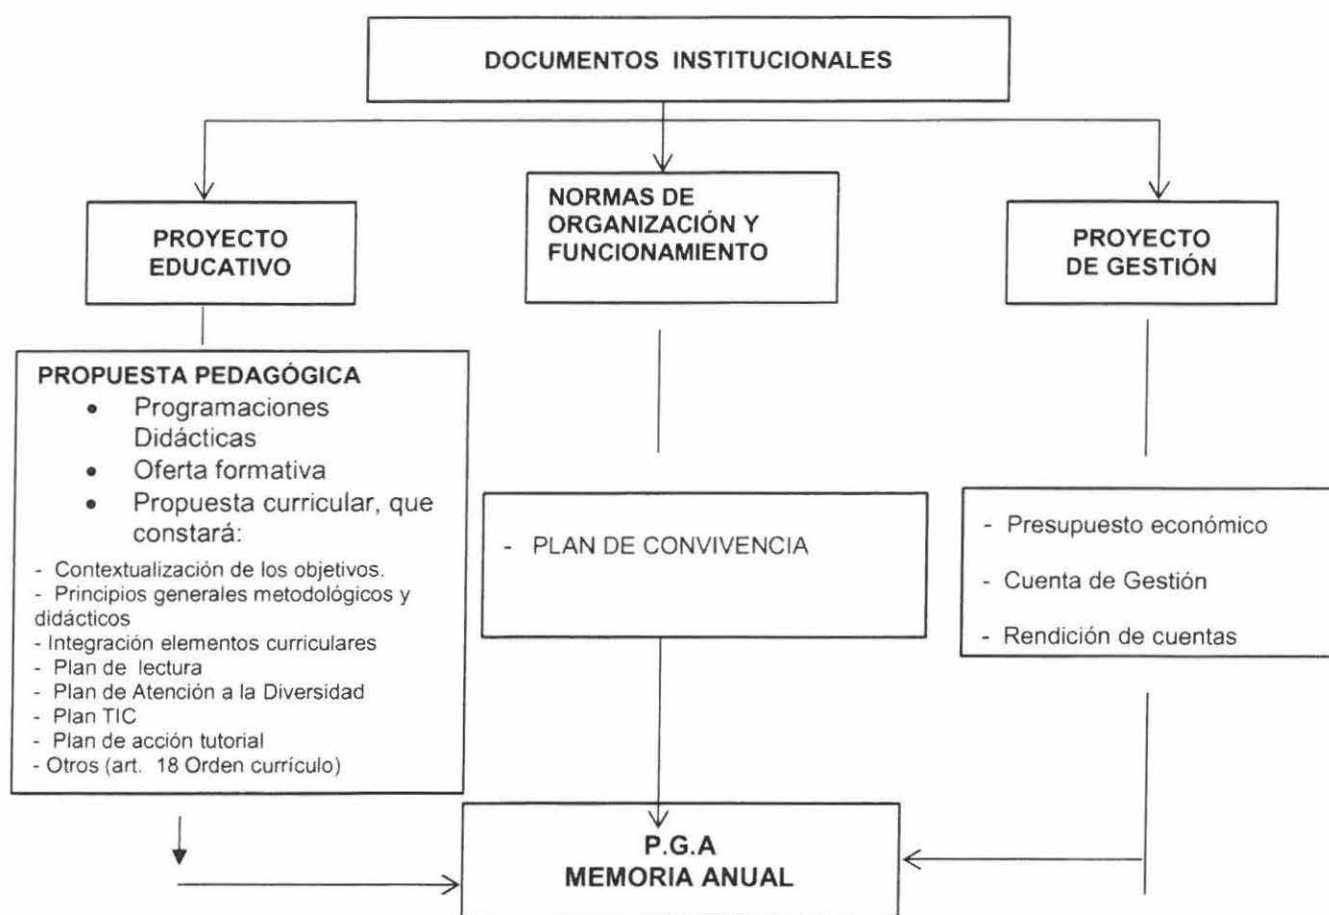 DOCUMENTOS INSTITUCIONALES
PROYECTO
EDUCATIVO
NORMAS DE
ORGANIZACIÓN Y
FUNCIONAMIENTO
PROYECTO
DE GESTIÓN
PROPUESTA PEDAGÓGICA
• Programaciones
Didácticas
• Oferta formativa
• Propuesta curricular, que
constará:
- Contextualización de los objetivos.
- Principios generales metodológicos y
didácticos
- Integración elementos curriculares
- Plan de lectura
- Plan de Atención a la Diversidad
- Plan TIC
- Plan de acción tutorial
- Otros (art. 18 Orden currículo)
- PLAN DE CONVIVENCIA
- Presupuesto económico
- Cuenta de Gestión
- Rendición de cuentas
P.G.A
MEMORIA ANUAL